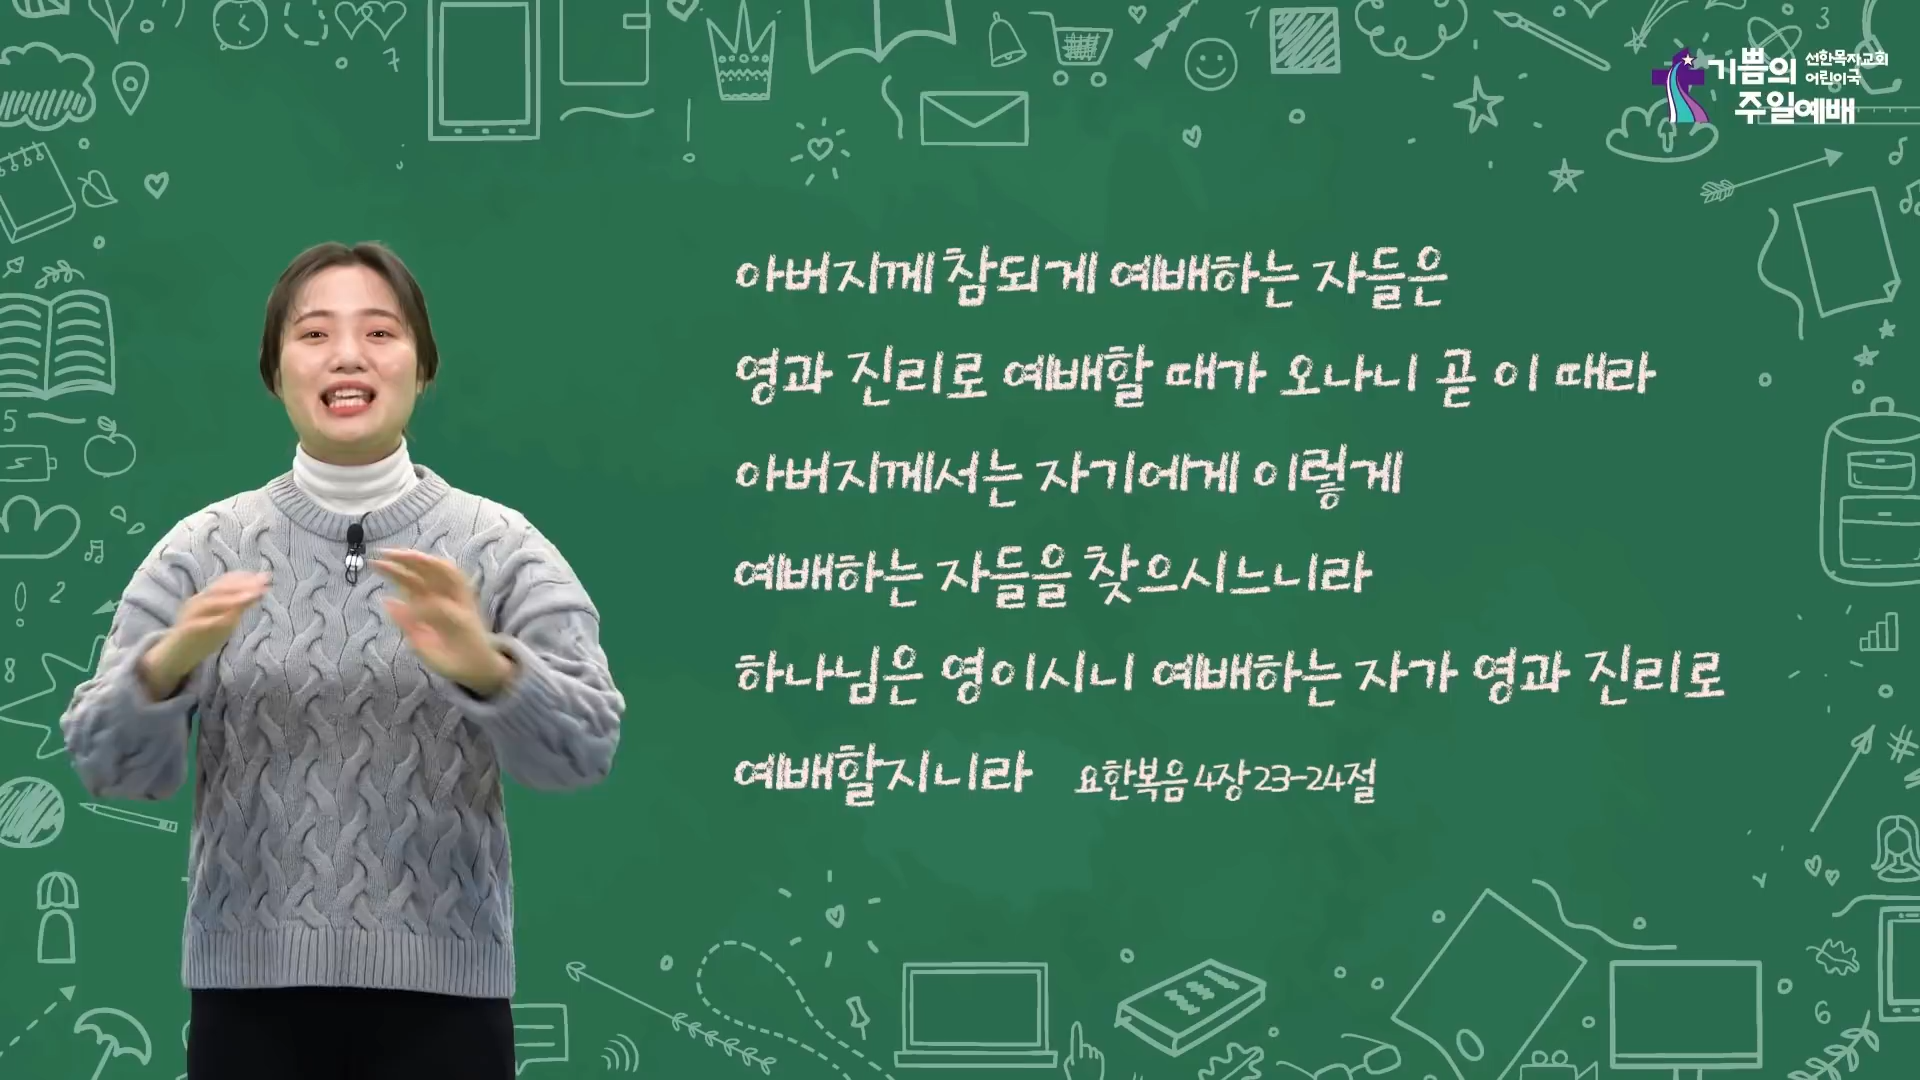 기쁨의 선한목자교회
어린이국
주일예배
아버지께 참되게 예배하는 자들은
영과 진리로 예배할 때가 오나니 곧 이 때라
아버지께서는 자기에게 이렇게
예배하는 자들을 찾으시느니라
하나님은 영이시니 예배하는 자가 영과 진리로
예배할지니라 요한복음 4장 23-24절